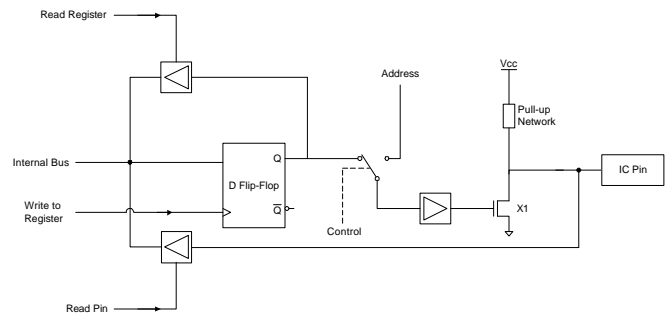 Read Register
Address
Vcc
Pull-up
Network
Internal Bus
Q
D Flip-Flop
IC Pin
Write to
Register
Q
X1
Control
Read Pin